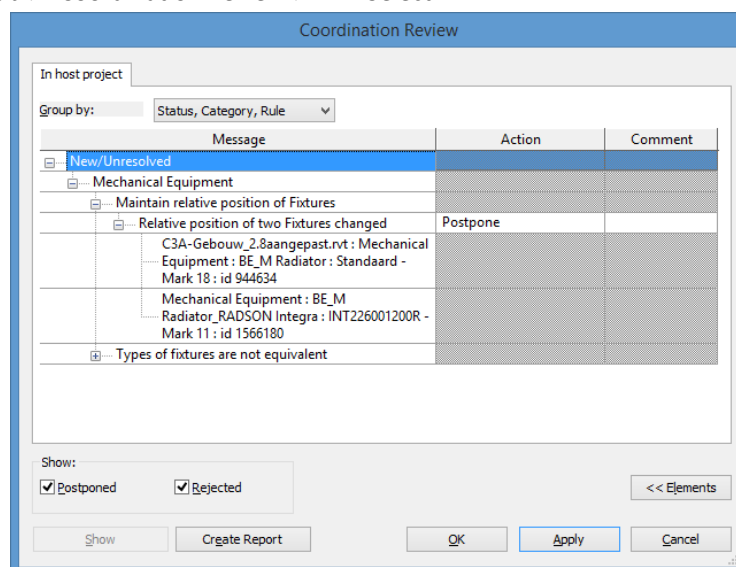 Coordination Review
In host project
Group by:
Status, Category, Rule
Message Action Comment
New/Unresolved
Mechanical Equipment
Maintain relative position of Fixtures
Relative position of two Fixtures changed Postpone
C3A-Gebouw_2.8aangepast.rvt : Mechanical
Equipment : BE_M Radiator : Standaard -
Mark 18 : id 944634
Mechanical Equipment : BE_M
Radiator_RADSON Integra : INT226001200R -
Mark 11 : id 1566180
Types of fixtures are not equivalent
Show:
Postponed Rejected
<< Elements
Show Create Report OK Apply Cancel